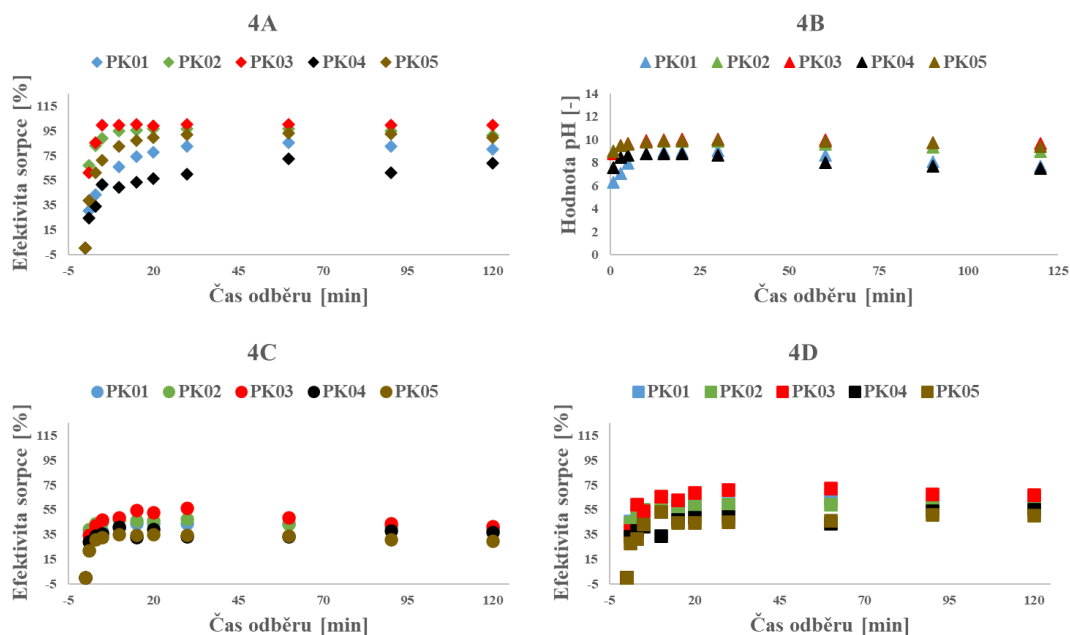 4A
PK01 PK02 PK03 PK04 PK05
Efektivita sorpce [%]
115
95
75
55
35
15
-5
-5 20 45 70 95 120
Čas odběru [min]
4B
PK01 PK02 PK03 PK04 PK05
Hodnota pH [-]
14
12
10
8
6
4
2
0
0 25 50 75 100 125
Čas odběru [min]
4C
PK01 PK02 PK03 PK04 PK05
Efektivita sorpce [%]
115
95
75
55
35
15
-5
-5 20 45 70 95 120
Čas odběru [min]
4D
PK01 PK02 PK03 PK04 PK05
Efektivita sorpce [%]
115
95
75
55
35
15
-5
-5 20 45 70 95 120
Čas odběru [min]